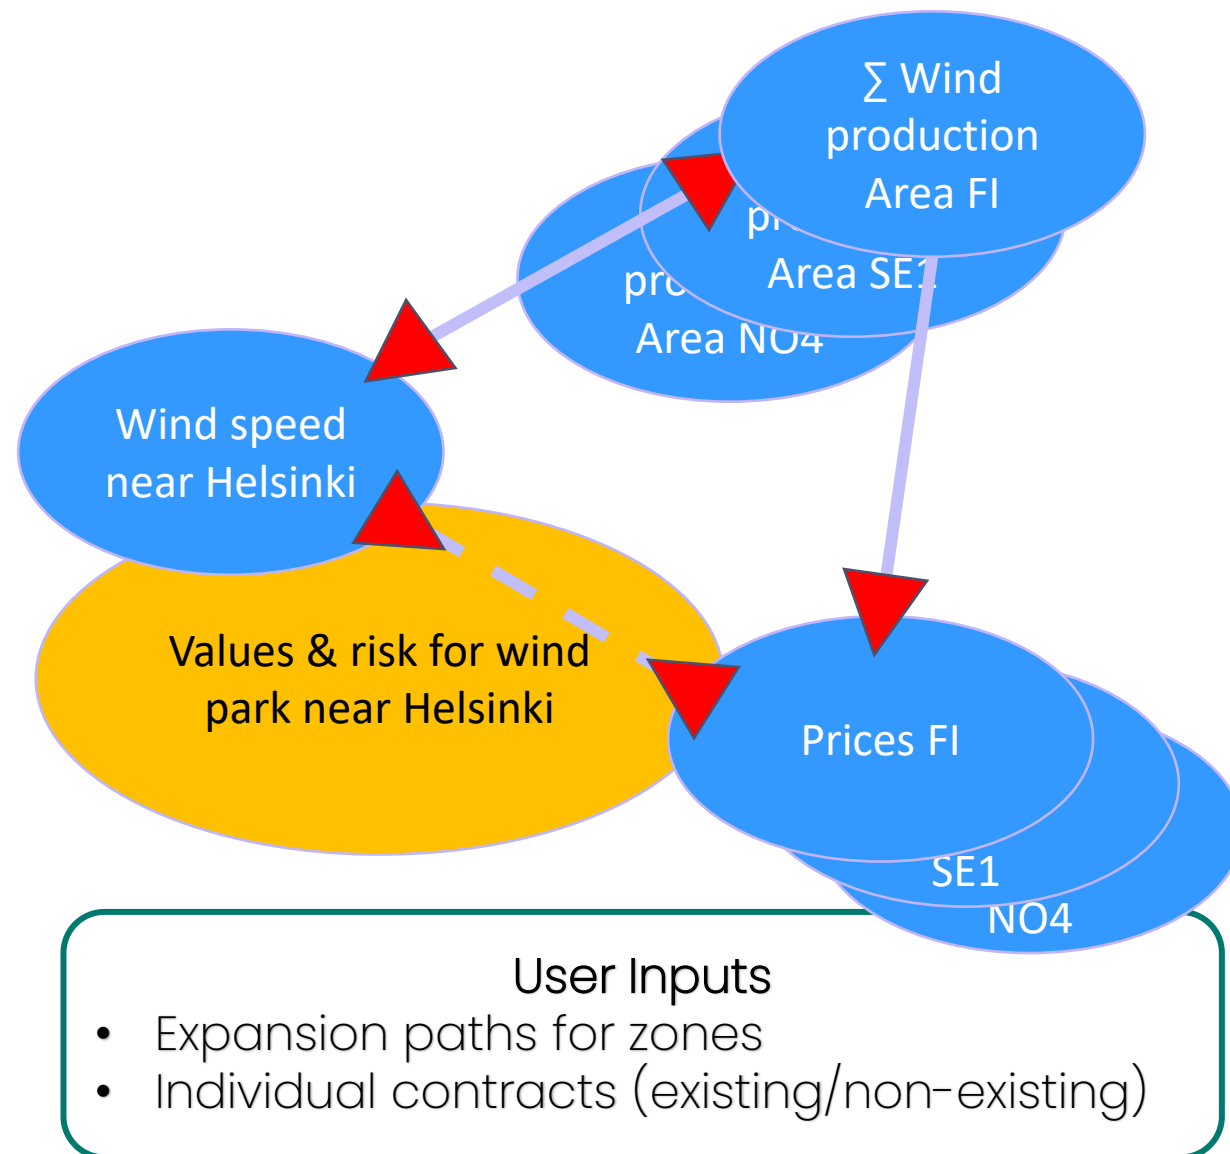 ∑ Wind
production
Area FI
Area SE1
Area NO4
Wind speed
near Helsinki
Values & risk for wind
park near Helsinki
Prices FI
SE1
NO4
User Inputs
• Expansion paths for zones
• Individual contracts (existing/non-existing)